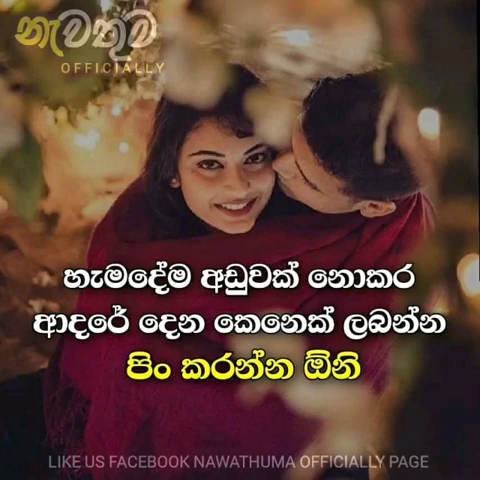 නැවතුම
OFFICIALLY
හැමදේම අඩුවක් නොකර
ආදරේ දෙන කෙනෙක් ලබන්න
පිං කරන්න ඕනි
LIKE US FACEBOOK NAWATHUMA OFFICIALLY PAGE